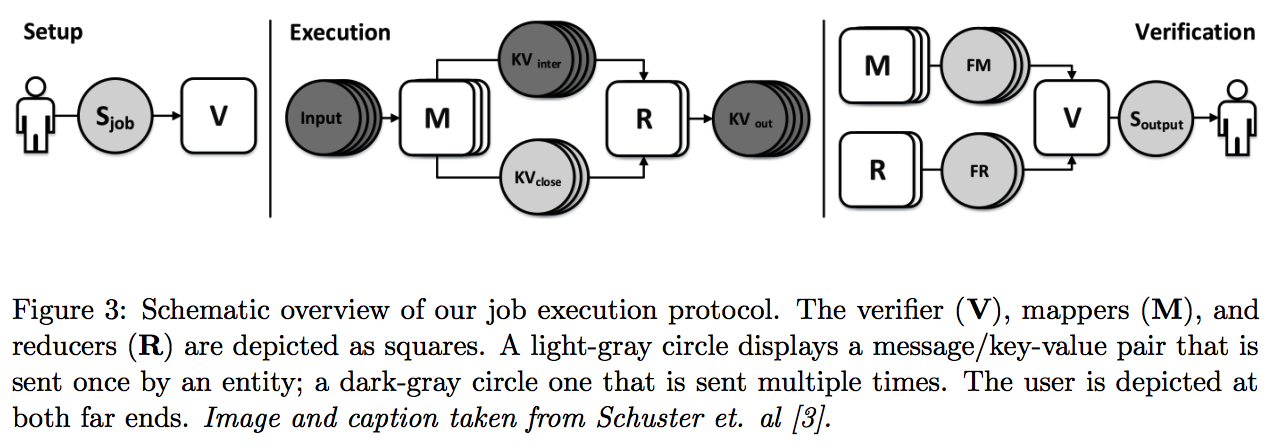 Setup
Execution
Verification
S job
V
Input
M
KV inter
KV close
R
KV out
M
FM
R
FR
V
S output
Figure 3: Schematic overview of our job execution protocol. The verifier (V), mappers (M), and
reducers (R) are depicted as squares. A light-gray circle displays a message/key-value pair that is
sent once by an entity; a dark-gray circle one that is sent multiple times. The user is depicted at
both far ends. Image and caption taken from Schuster et. al [3].